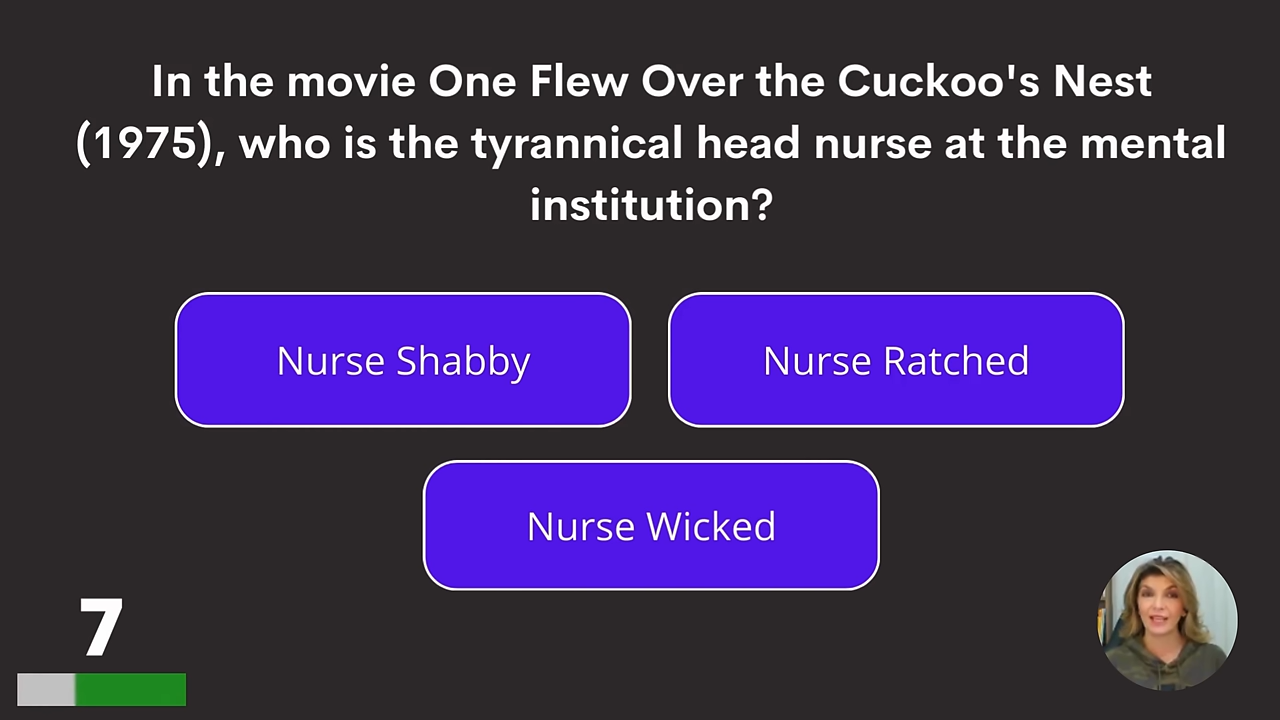 In the movie One Flew Over the Cuckoo's Nest
(1975), who is the tyrannical head nurse at the mental
institution?
Nurse Shabby
Nurse Ratched
Nurse Wicked
7